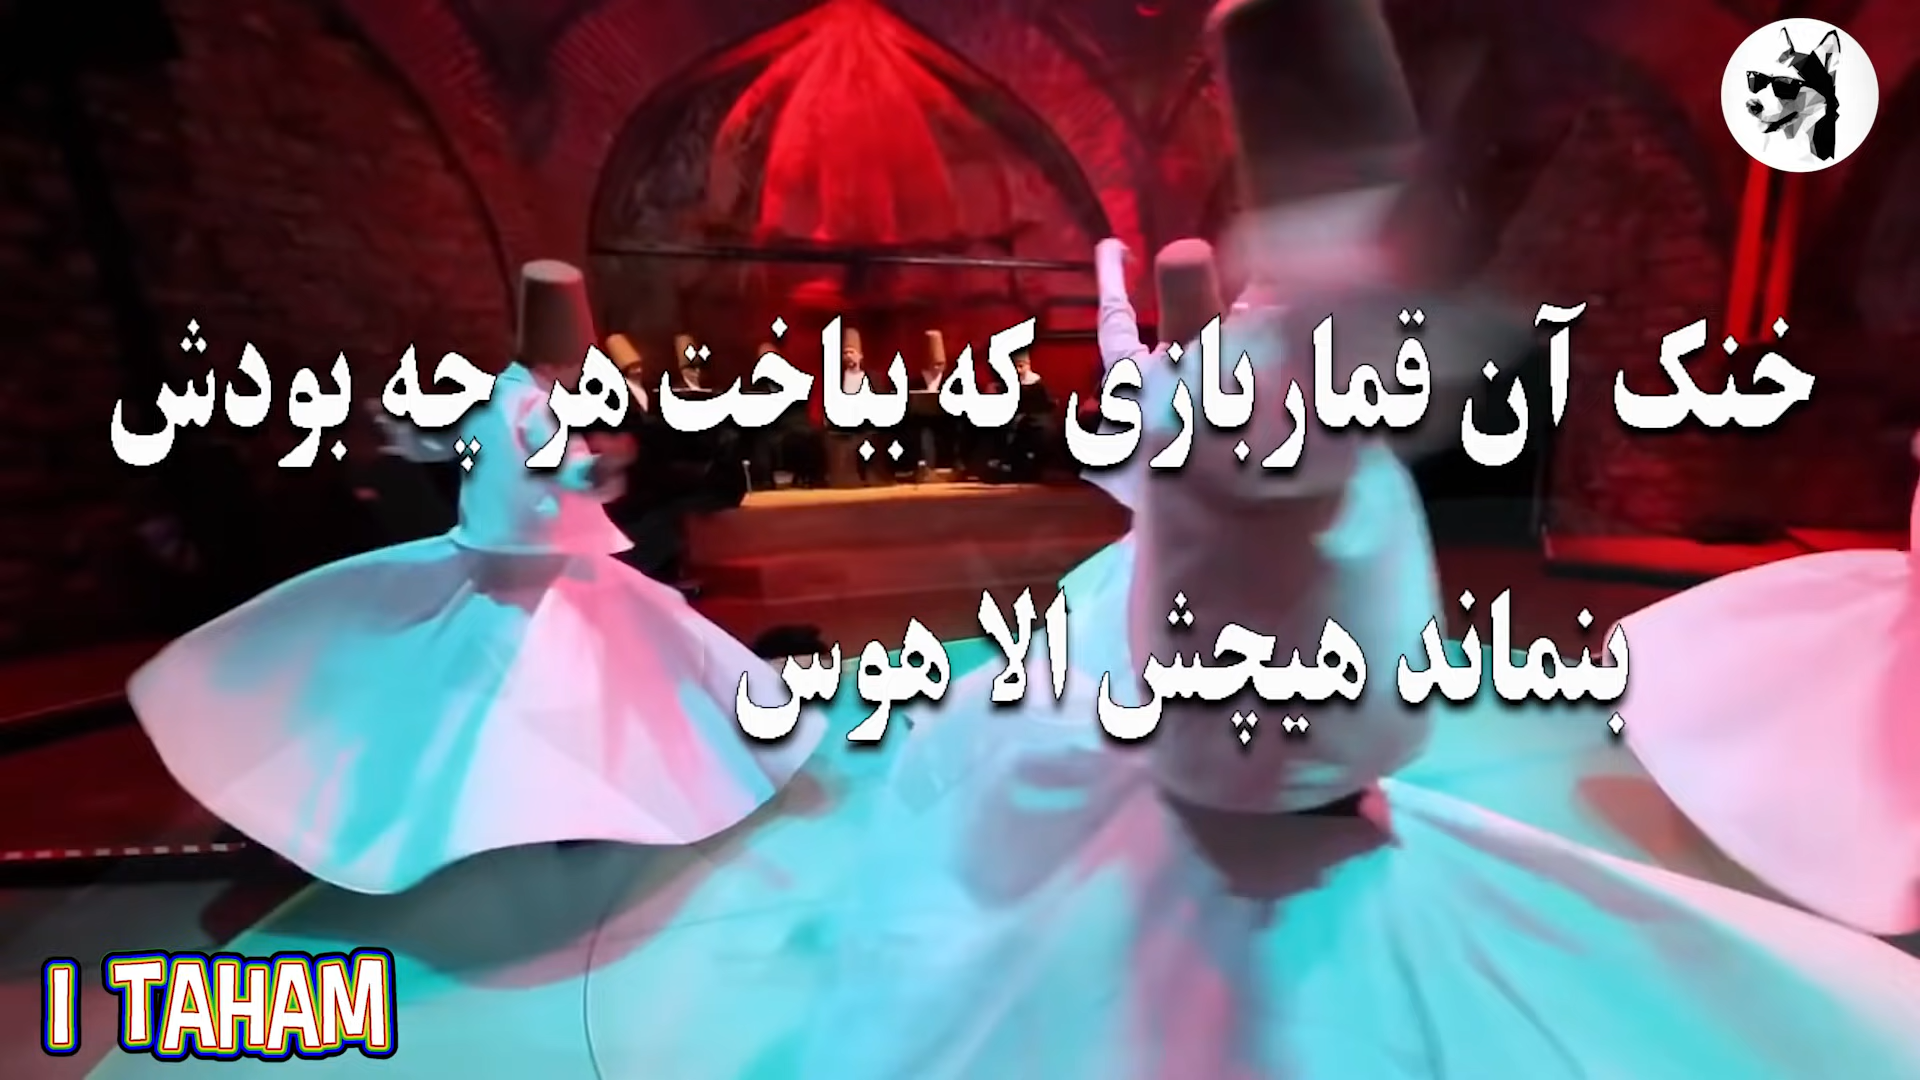 خنک آن قماربازی که بباخت هر چه بودش
بنماند هیچش الا هوس
I TAHAM